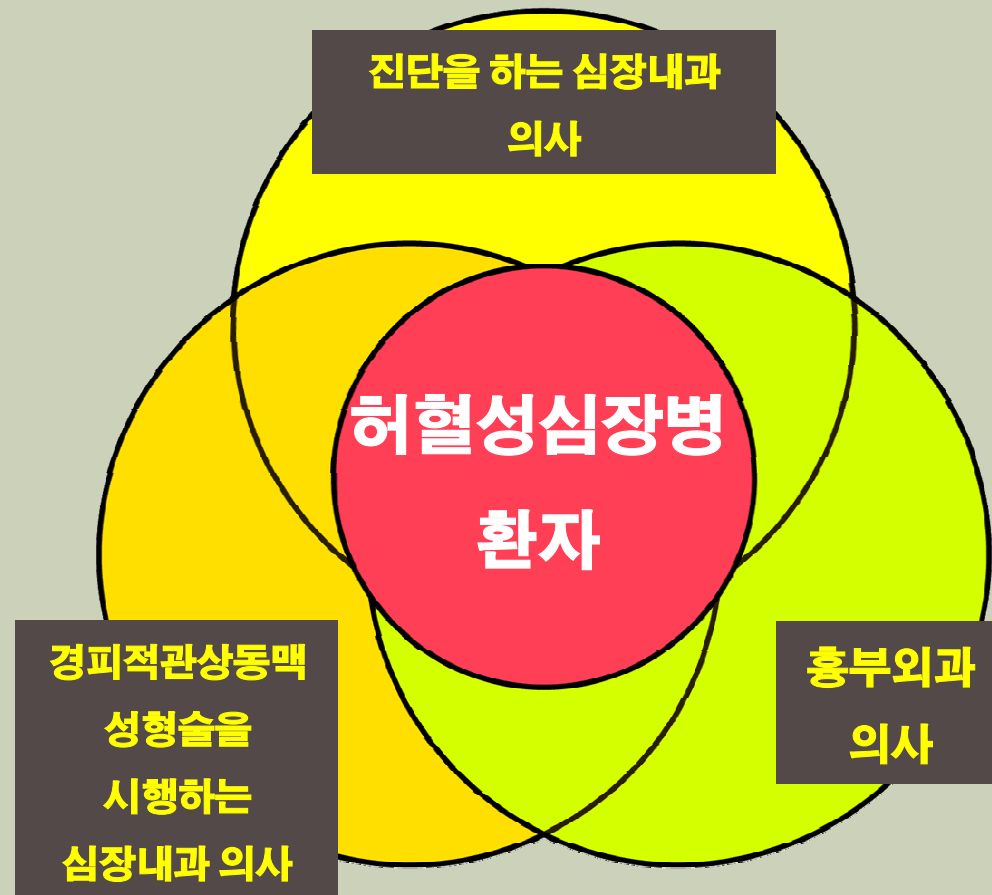 진단을 하는 심장내과
의사
허혈성심장병
환자
경피적관상동맥
성형술을
시행하는
심장내과 의사
흉부외과
의사